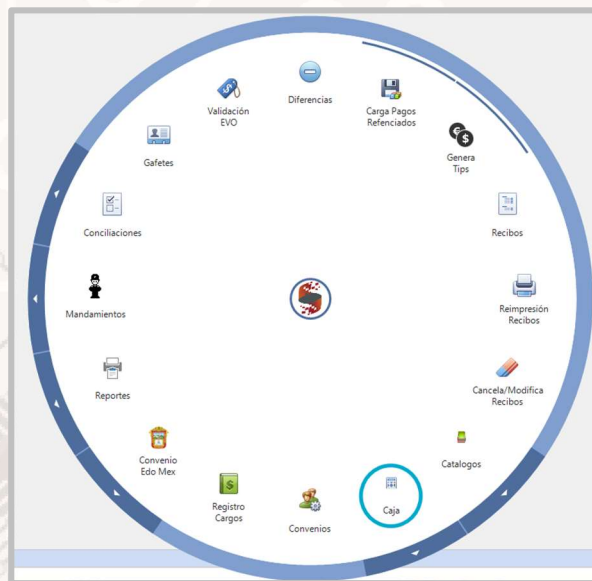 Diferencias
Carga Pagos
Refenciados
Genera
Tips
Recibos
Reimpresión
Recibos
Cancela/Modifica
Recibos
Catalogos
Caja
Convenios
Registro
Cargos
Convenio
Edo Mex
Reportes
Mandamientos
Conciliaciones
Gafetes
Validación
EVO